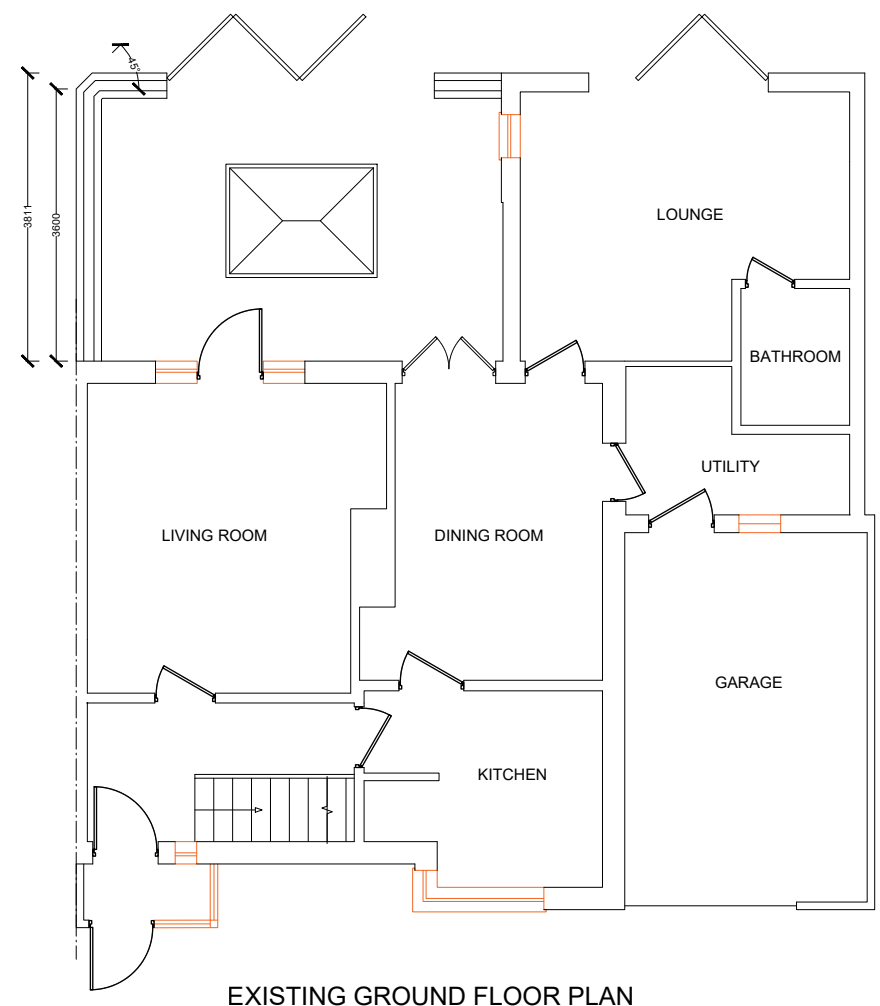 45°
3811
3600
LOUNGE
BATHROOM
UTILITY
LIVING ROOM
DINING ROOM
GARAGE
KITCHEN
EXISTING GROUND FLOOR PLAN